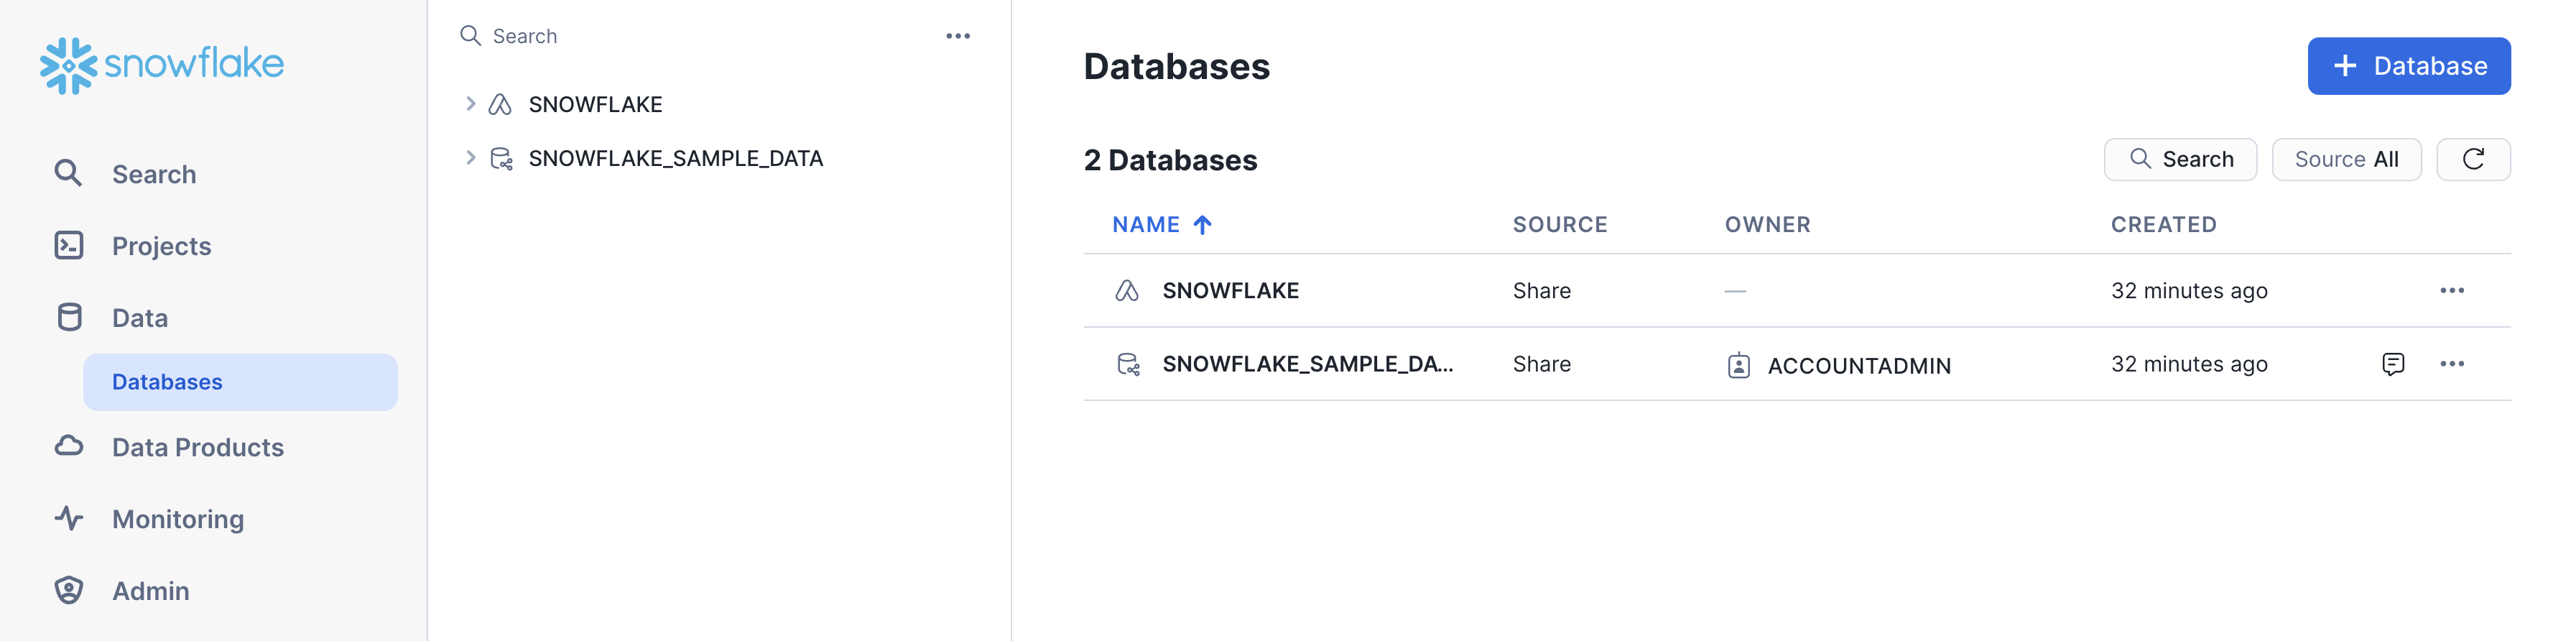 snowflake
Search
Projects
Data
Databases
Data Products
Monitoring
Admin
Search
SNOWFLAKE
SNOWFLAKE_SAMPLE_DATA
Databases
+ Database
2 Databases
Search
Source All
NAME SOURCE OWNER CREATED
SNOWFLAKE Share — 32 minutes ago
SNOWFLAKE_SAMPLE_DA... Share ACCOUNTADMIN 32 minutes ago